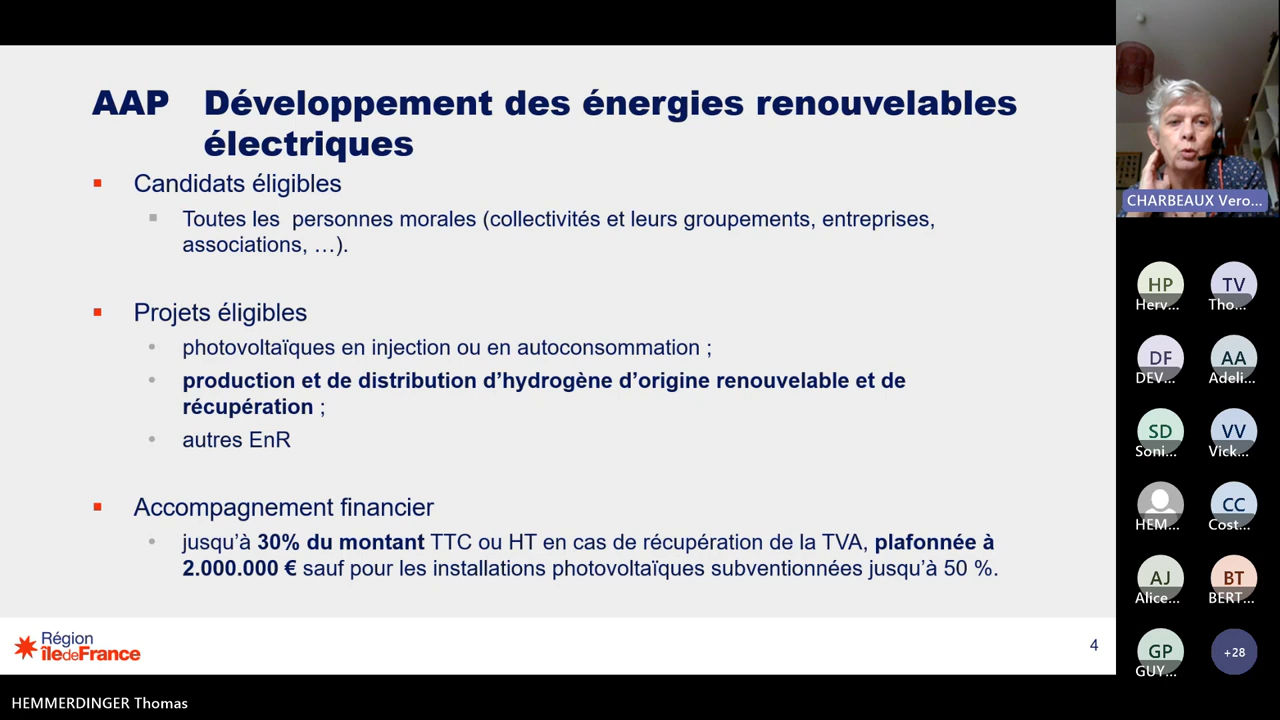 AAP Développement des énergies renouvelables
électriques
Candidats éligibles
Toutes les personnes morales (collectivités et leurs groupements, entreprises,
associations, …).
Projets éligibles
photovoltaïques en injection ou en autoconsommation ;
production et de distribution d’hydrogène d’origine renouvelable et de
récupération ;
autres EnR
Accompagnement financier
jusqu’à 30% du montant TTC ou HT en cas de récupération de la TVA, plafonnée à
2.000.000 € sauf pour les installations photovoltaïques subventionnées jusqu’à 50 %.
Région
îledeFrance
4
HEMMERDINGER Thomas
CHARBEAUX Vero...
HP TV
Herv... Tho...
DF AA
DEV... Adeli...
SD VV
Soni... Vick...
CC
HEM... Cost...
AJ BT
Alice... BERT...
GP +28
GUY...